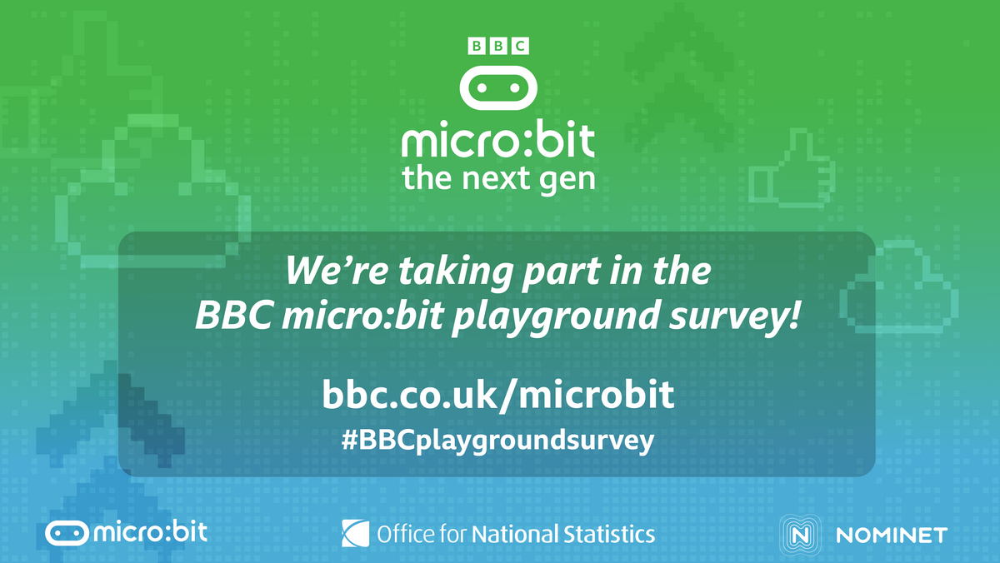 BBC
micro:bit
the next gen
We’re taking part in the
BBC micro:bit playground survey!
bbc.co.uk/microbit
#BBCplaygroundsurvey
micro:bit
Office for National Statistics
N NOMINET